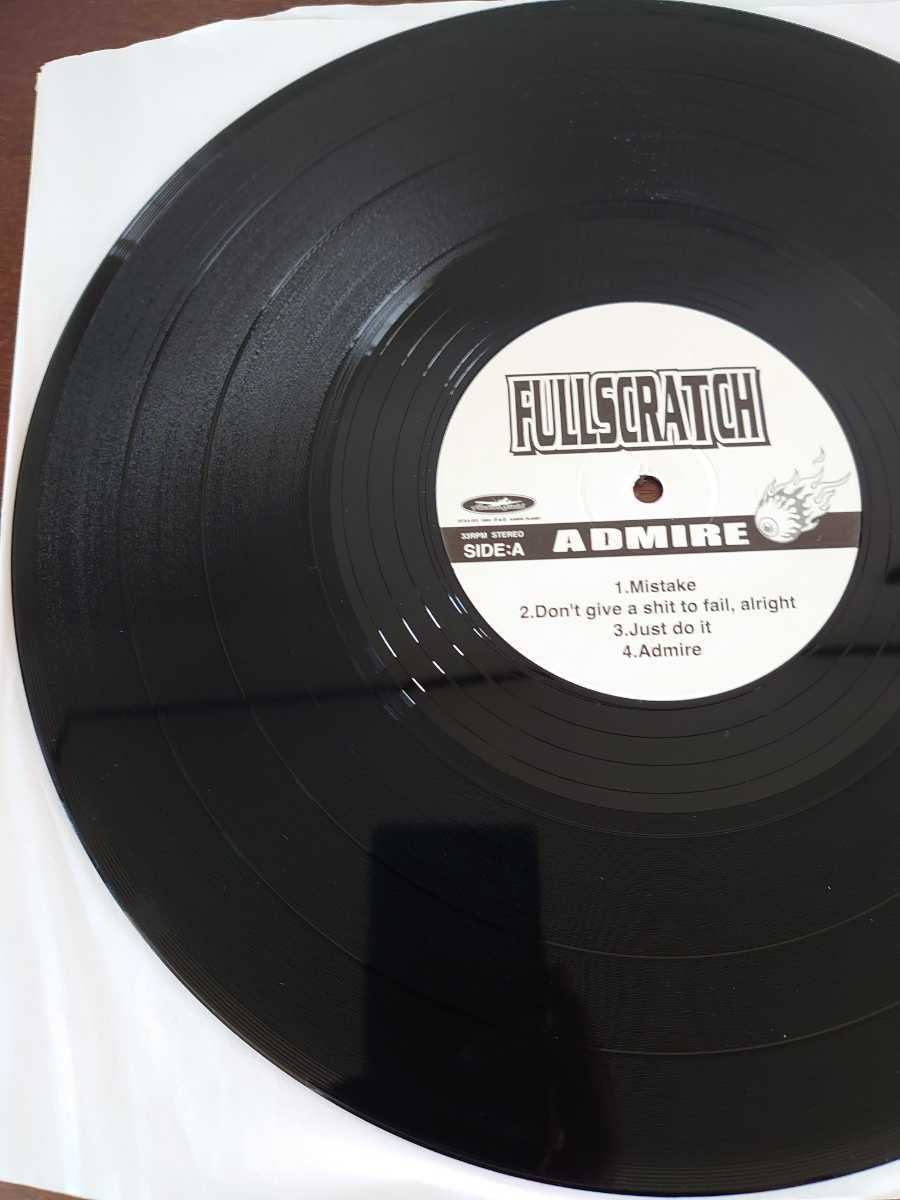 FULLSCRATCH
33RPM STEREO
SIDE:A
ADMIRE
1.Mistake
2.Don't give a shit to fail, alright
3.Just do it
4.Admire